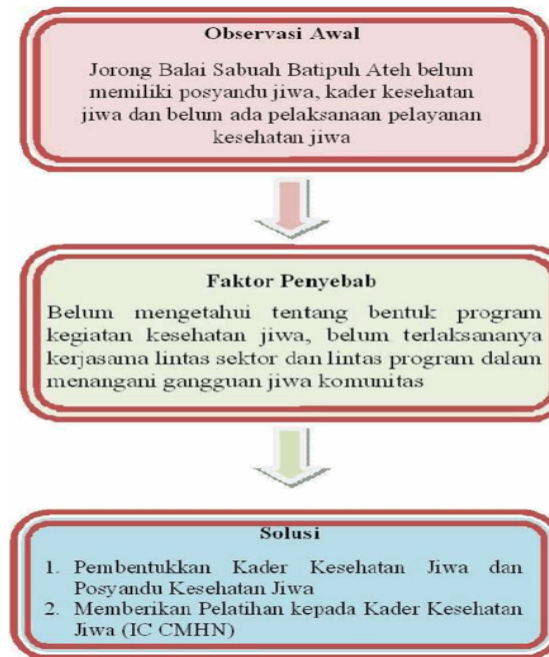 Observasi Awal
Jorong Balai Sabuah Batipuh Ateh belum
memiliki posyandu jiwa, kader kesehatan
jiwa dan belum ada pelaksanaan pelayanan
kesehatan jiwa
Faktor Penyebab
Belum mengetahui tentang bentuk program
kegiatan kesehatan jiwa, belum terlaksananya
kerjasama lintas sektor dan lintas program dalam
menangani gangguan jiwa komunitas
Solusi
1. Pembentukkan Kader Kesehatan Jiwa dan
Posyandu Kesehatan Jiwa
2. Memberikan Pelatihan kepada Kader Kesehatan
Jiwa (IC CMHN)